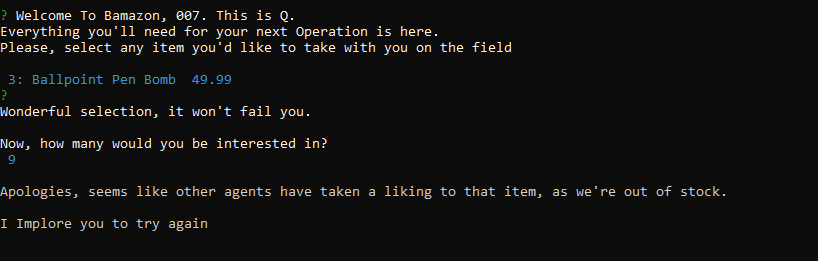 ? Welcome To Bamazon, 007. This is Q.
Everything you'll need for your next Operation is here.
Please, select any item you'd like to take with you on the field
3: Ballpoint Pen Bomb  49.99
?
Wonderful selection, it won't fail you.
Now, how many would you be interested in?
9
Apologies, seems like other agents have taken a liking to that item, as we're out of stock.
I Implore you to try again